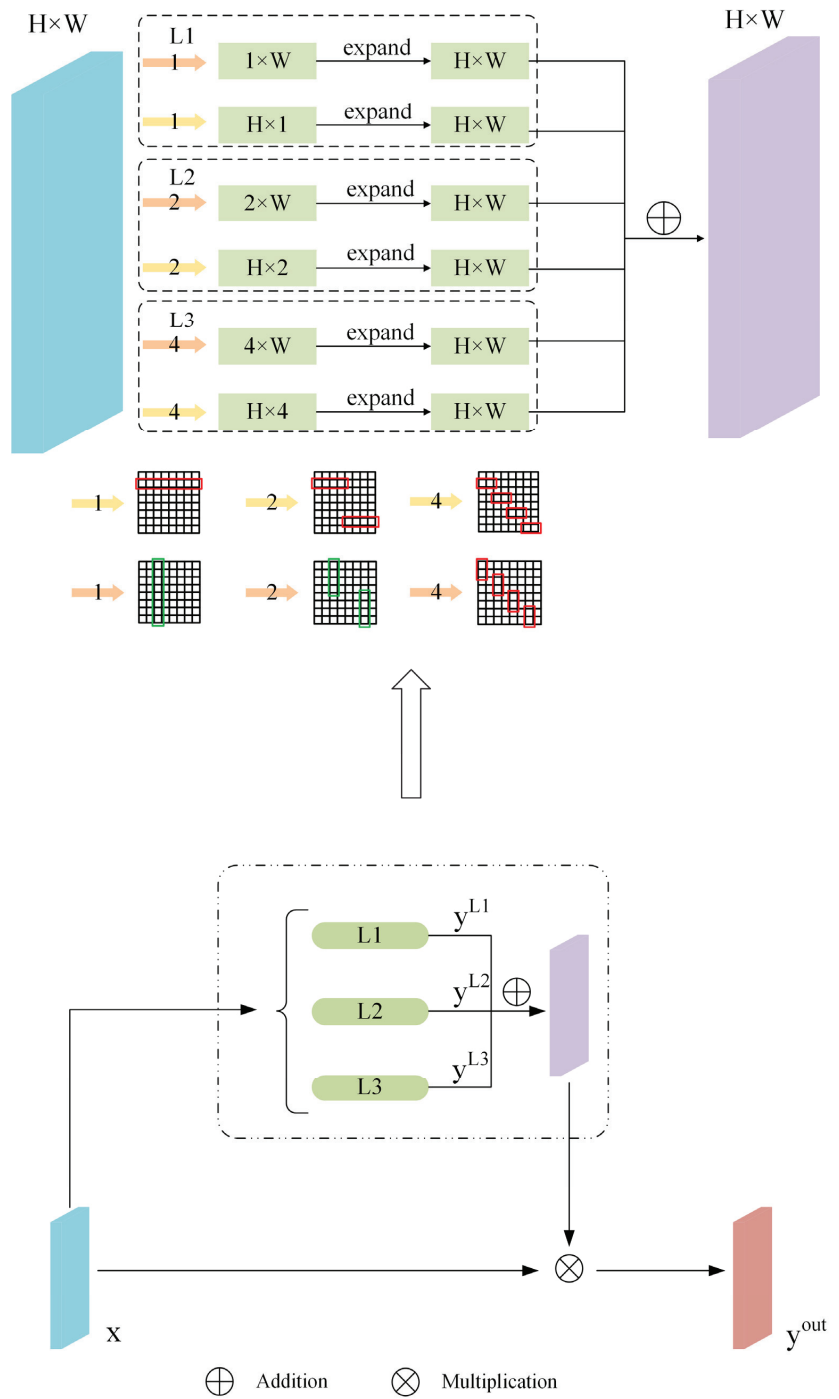 H×W
H×W
L1
1
1×W
expand
H×W
1
H×1
expand
H×W
L2
2
2×W
expand
H×W
2
H×2
expand
H×W
L3
4
4×W
expand
H×W
4
H×4
expand
H×W
1
2
4
1
2
4
L1
y^L1
L2
y^L2
L3
y^L3
x
y^out
Addition
Multiplication